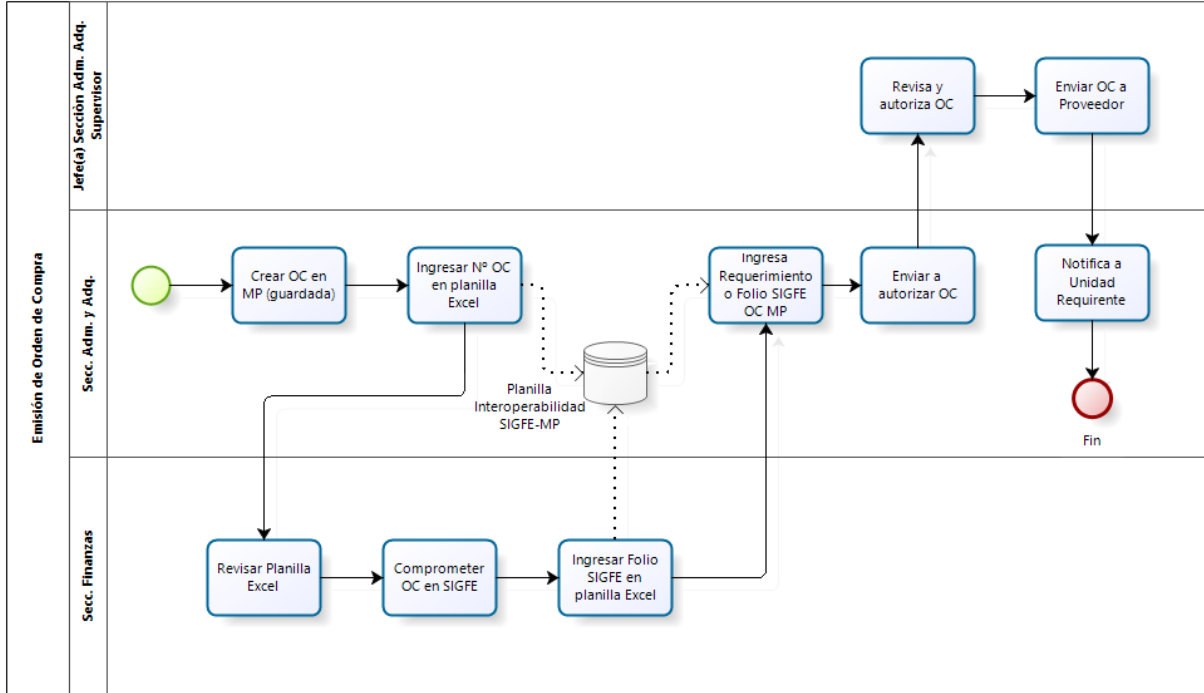 Emisión de Orden de Compra
Jefe(a) Sección Adm. Adq.
Supervisor
Revisa y
autoriza OC
Enviar OC a
Proveedor
Secc. Adm. y Adq.
Crear OC en
MP (guardada)
Ingresar Nº OC
en planilla
Excel
Planilla
Interoperabilidad
SIGFE-MP
Ingresa
Requerimient
o Folio SIGFE
OC MP
Enviar a
autorizar OC
Notifica a
Unidad
Requirente
Fin
Secc. Finanzas
Revisar Planilla
Excel
Comprometer
OC en SIGFE
Ingresar Folio
SIGFE en
planilla Excel